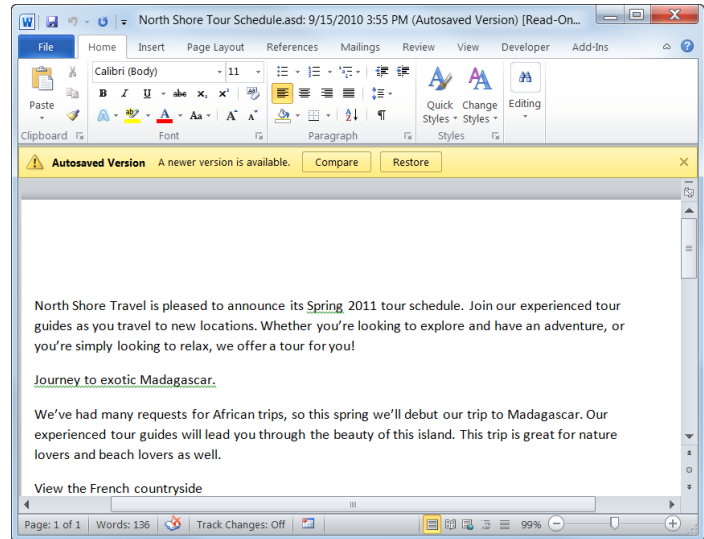 North Shore Tour Schedule.asd: 9/15/2010 3:55 PM (Autosaved Version) [Read-On...
File Home Insert Page Layout References Mailings Review View Developer Add-Ins
Calibri (Body) 11
Paste
B I U abe x₂ x²
Aa A A
Quick Styles
Change Styles
Editing
Clipboard Font Paragraph Styles
Autosaved Version A newer version is available. Compare Restore
North Shore Travel is pleased to announce its Spring 2011 tour schedule. Join our experienced tour
guides as you travel to new locations. Whether you’re looking to explore and have an adventure, or
you’re simply looking to relax, we offer a tour for you!
Journey to exotic Madagascar.
We’ve had many requests for African trips, so this spring we’ll debut our trip to Madagascar. Our
experienced tour guides will lead you through the beauty of this island. This trip is great for nature
lovers and beach lovers as well.
View the French countryside
Page: 1 of 1 Words: 136 Track Changes: Off 99%